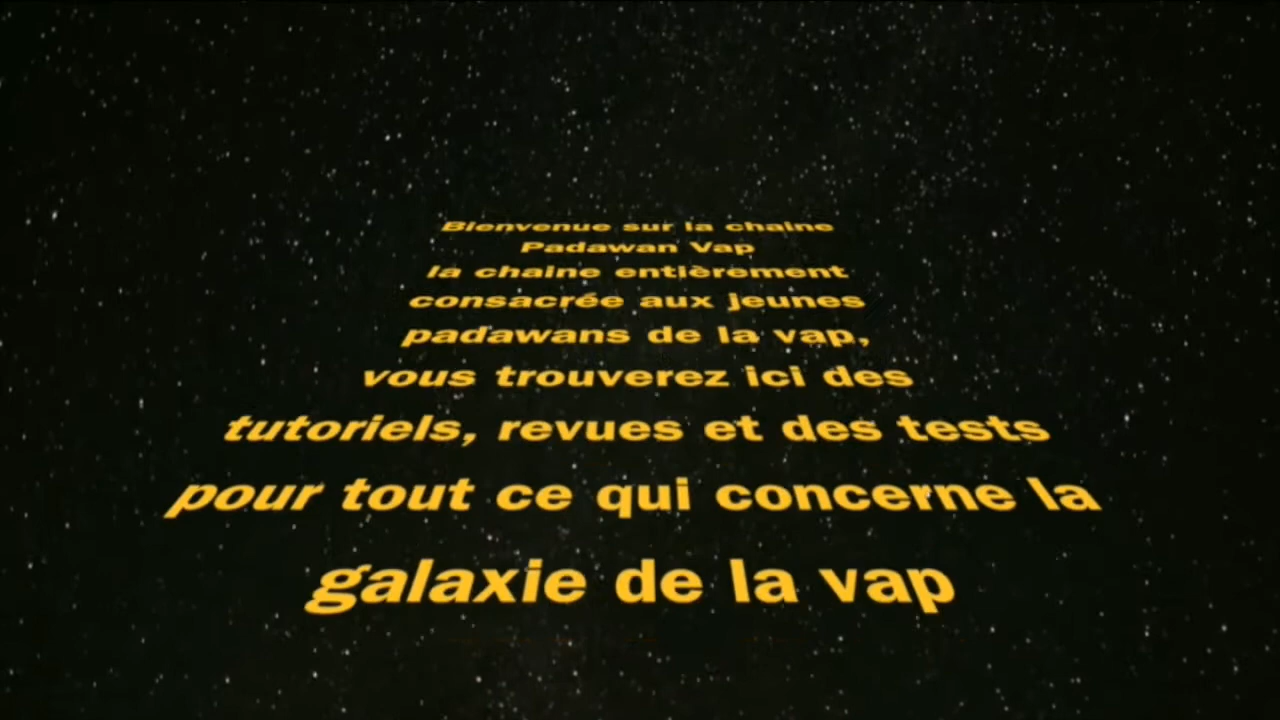 Bienvenue sur la chaine
Padawan Vap
la chaine entièrement
consacrée aux jeunes
padawans de la vap,
vous trouverez ici des
tutoriels, revues et des tests
pour tout ce qui concerne la
galaxie de la vap